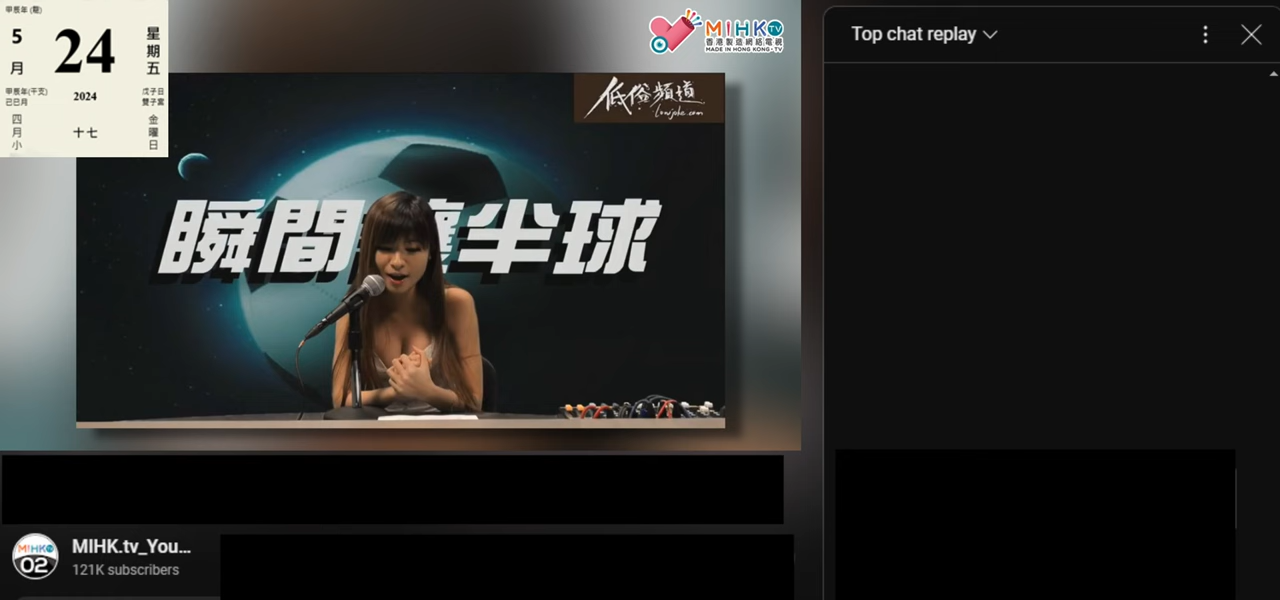 甲辰年 (龍)
5
月
24
星期五
甲辰年(干支)
己巳月
2024
戊子日
雙子宮
四月小
十七
金曜日
MIHK TV
香港製造網絡電視
MADE IN HONG KONG-TV
低俗頻道
Lowjoke.com
瞬間 半球
Top chat replay
MIHK TV
02
MIHK.tv_You...
121K subscribers